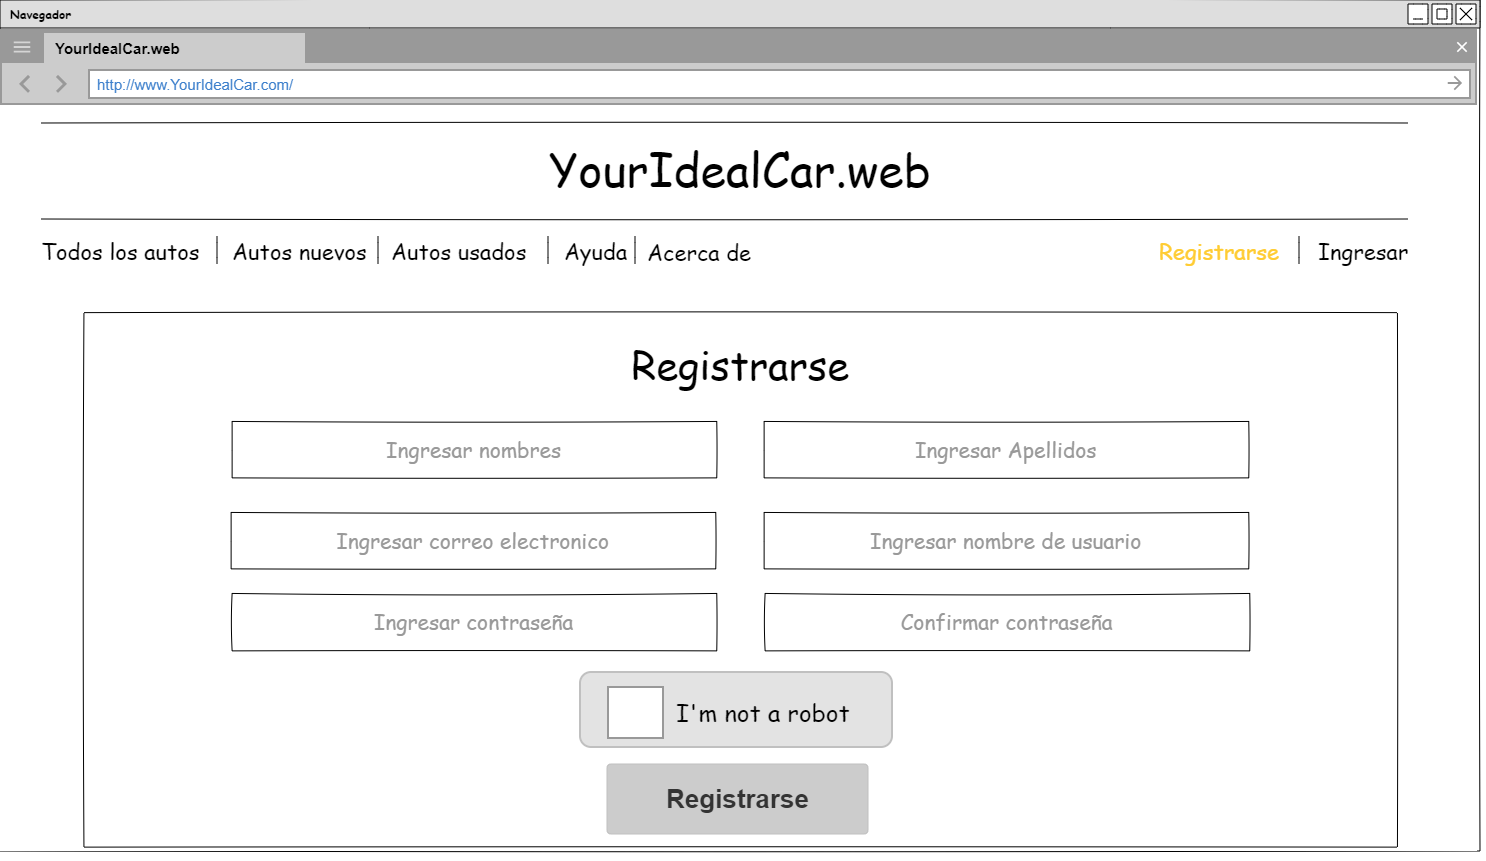 Navegador
YourIdealCar.web
http://www.YourIdealCar.com/
YourIdealCar.web
Todos los autos Autos nuevos Autos usados Ayuda Acerca de Registrarse Ingresar
Registrarse
Ingresar nombres Ingresar Apellidos
Ingresar correo electronico Ingresar nombre de usuario
Ingresar contraseña Confirmar contraseña
I'm not a robot
Registrarse